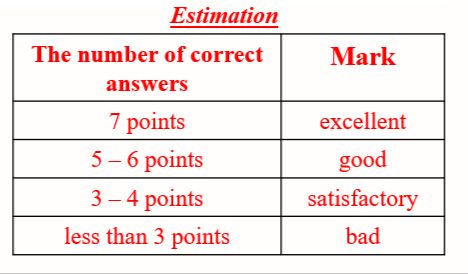 Estimation
The number of correct
answers
Mark
7 points
excellent
5 – 6 points
good
3 – 4 points
satisfactory
less than 3 points
bad